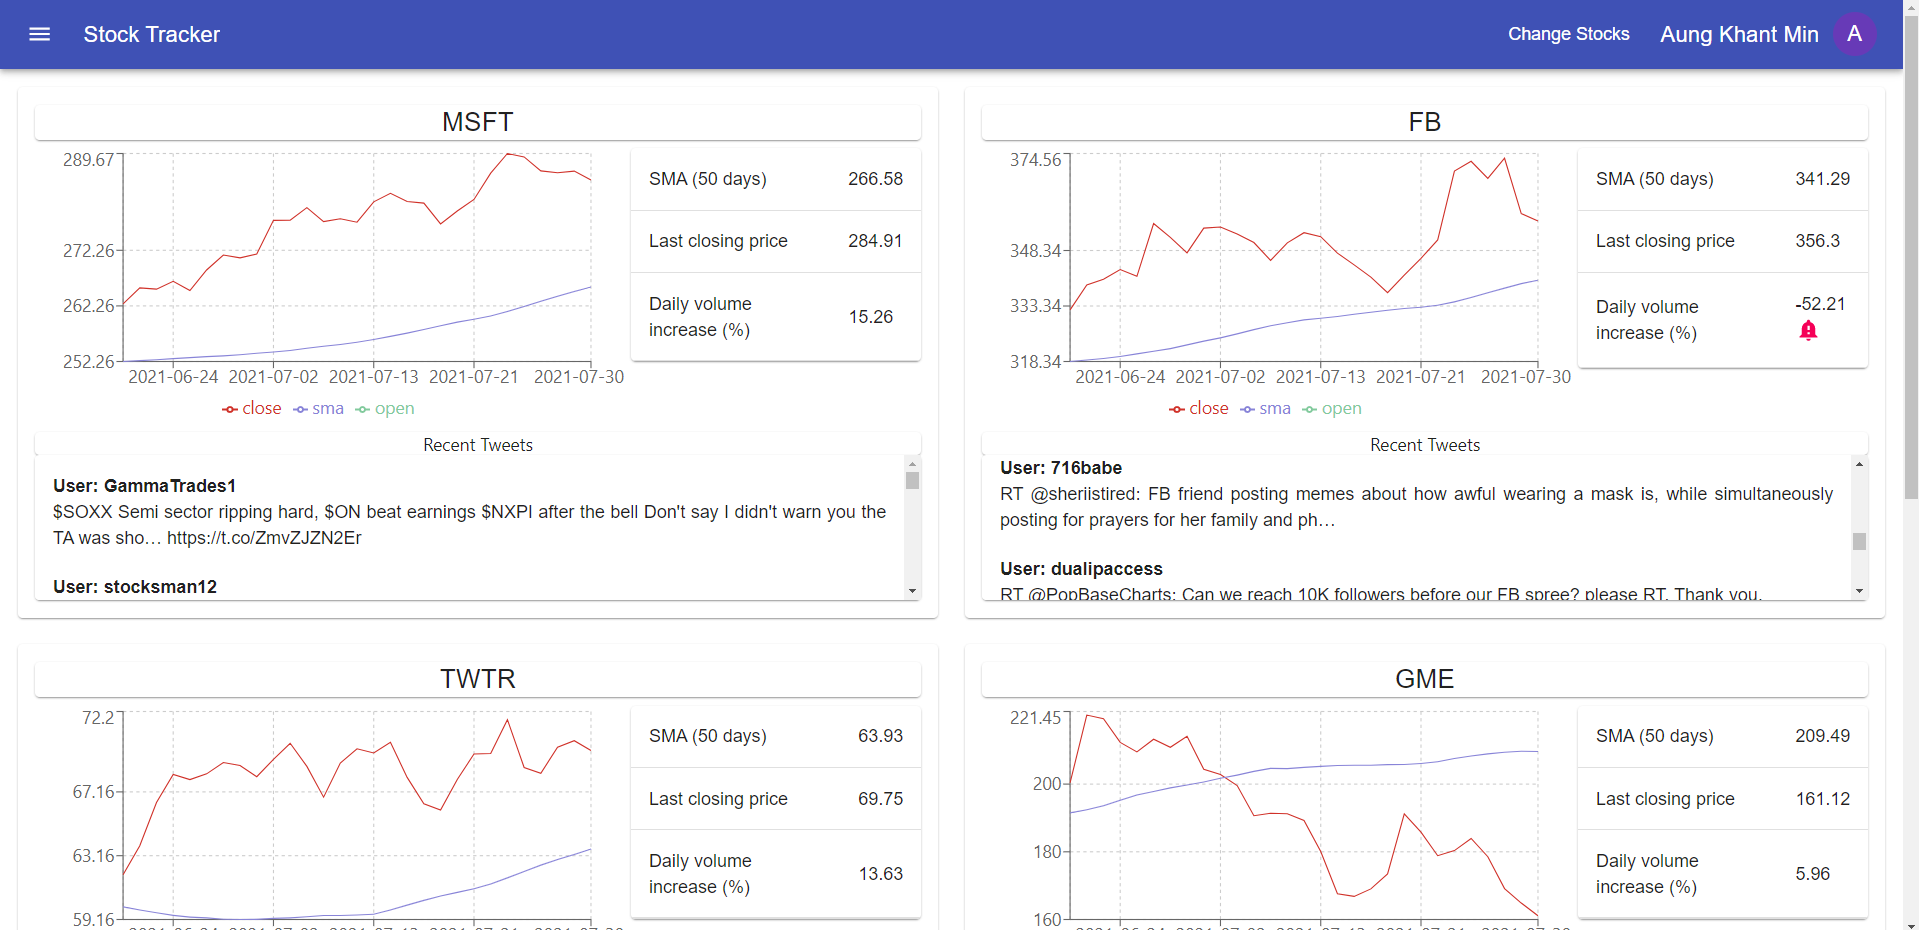 Stock Tracker
Change Stocks
Aung Khant Min
A
MSFT
289.67
272.26
262.26
252.26
2021-06-24 2021-07-02 2021-07-13 2021-07-21 2021-07-30
close sma open
SMA (50 days) 266.58
Last closing price 284.91
Daily volume
increase (%)
15.26
Recent Tweets
User: GammaTrades1
$SOXX Semi sector ripping hard, $ON beat earnings $NXPI after the bell Don't say I didn't warn you the
TA was sho… https://t.co/ZmvZJZN2Er
User: stocksman12
FB
374.56
348.34
333.34
318.34
2021-06-24 2021-07-02 2021-07-13 2021-07-21 2021-07-30
close sma open
SMA (50 days) 341.29
Last closing price 356.3
Daily volume
increase (%)
-52.21
Recent Tweets
User: 716babe
RT @sheriistired: FB friend posting memes about how awful wearing a mask is, while simultaneously
posting for prayers for her family and ph…
User: dualipaccess
RT @PopBaseCharts: Can we reach 10K followers before our FB spree? please RT. Thank you.
TWTR
72.2
67.16
63.16
59.16
SMA (50 days) 63.93
Last closing price 69.75
Daily volume
increase (%)
13.63
GME
221.45
200
180
160
SMA (50 days) 209.49
Last closing price 161.12
Daily volume
increase (%)
5.96